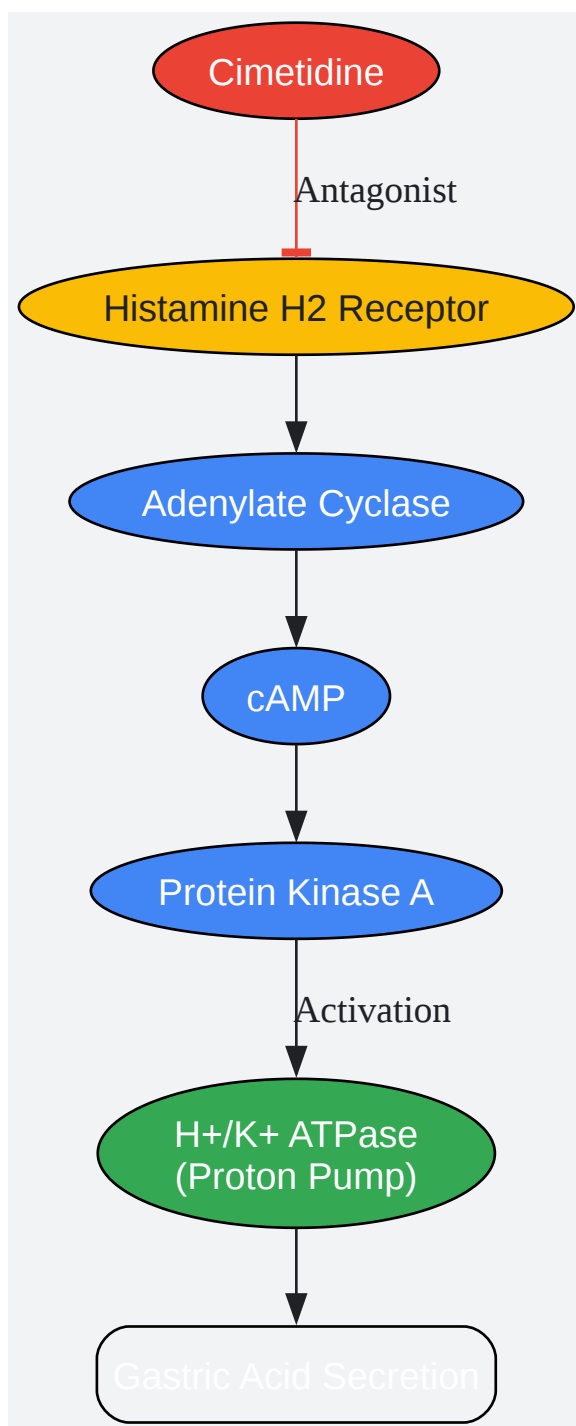 Cimetidine
Antagonist
Histamine H2 Receptor
Adenylate Cyclase
cAMP
Protein Kinase A
Activation
H+/K+ ATPase
(Proton Pump)
Gastric Acid Secretion